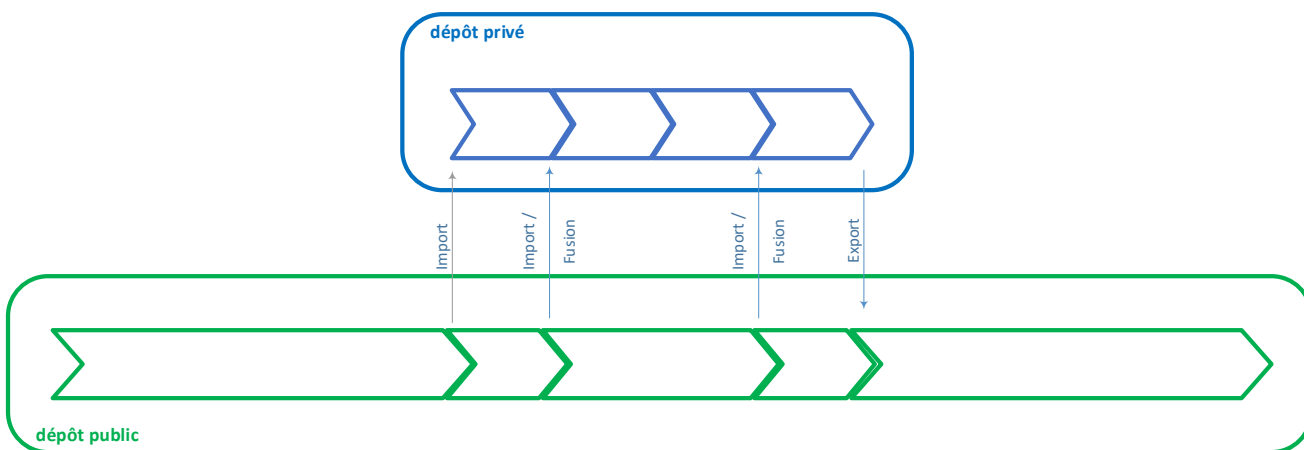 dépôt privé
Import
Import /
Fusion
Import /
Fusion
Export
dépôt public